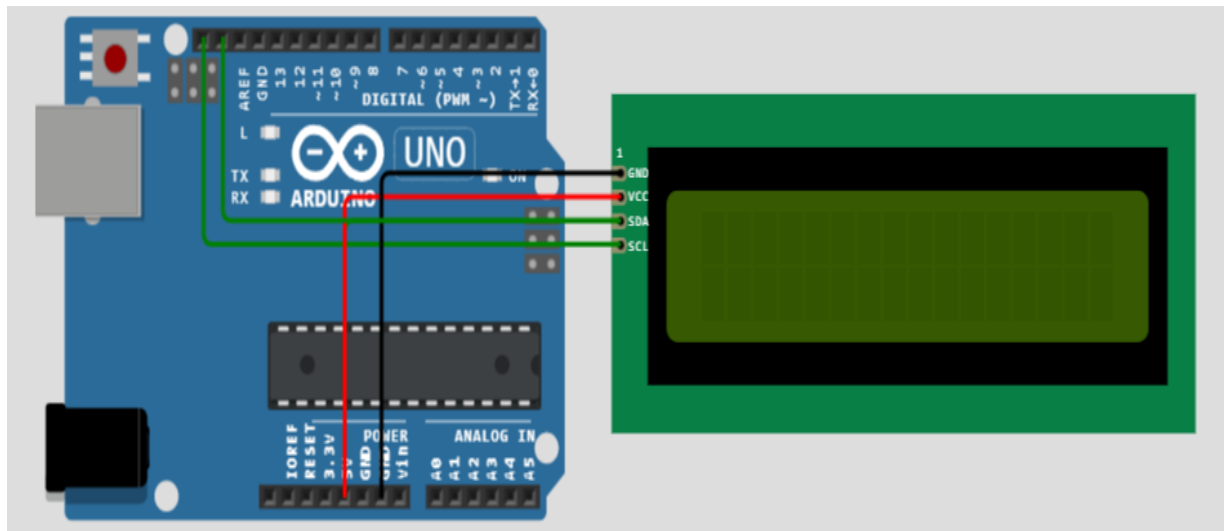 AREF
GND
13
12
~11
~10
~9
8
7
~6
~5
4
~3
2
TX→1
RX←0
DIGITAL (PWM ~)
L
TX
RX
UNO
ARDUINO
ON
1
GND
VCC
SDA
SCL
IOREF
RESET
3.3V
5V
GND
GND
Vin
POWER
ANALOG IN
A0
A1
A2
A3
A4
A5